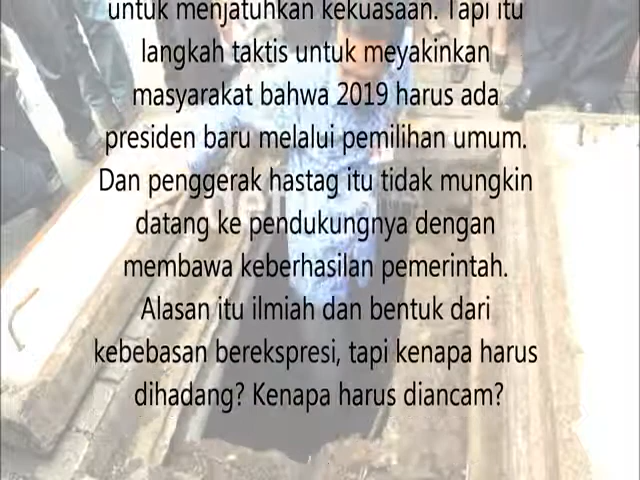 untuk menjatuhkan kekuasaan. Tapi itu
langkah taktis untuk meyakinkan
masyarakat bahwa 2019 harus ada
presiden baru melalui pemilihan umum.
Dan penggerak hastag itu tidak mungkin
datang ke pendukungnya dengan
membawa keberhasilan pemerintah.
Alasan itu ilmiah dan bentuk dari
kebebasan berekspresi, tapi kenapa harus
dihadang? Kenapa harus diancam?